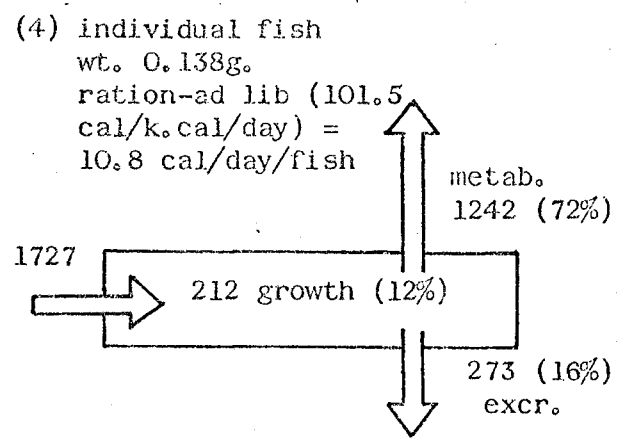 (4) individual fish
wt. 0.138g.
ration-ad lib (101.5
cal/k.cal/day) =
10.8 cal/day/fish
metab.
1242 (72%)
1727
212 growth (12%)
273 (16%)
excr.